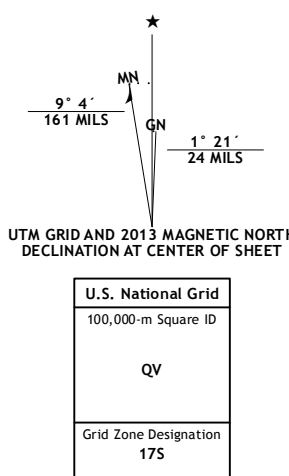 ★
MN
GN
9° 4´
161 MILS
1° 21´
24 MILS
UTM GRID AND 2013 MAGNETIC NORTH
DECLINATION AT CENTER OF SHEET
U.S. National Grid
100,000-m Square ID
QV
Grid Zone Designation
17S